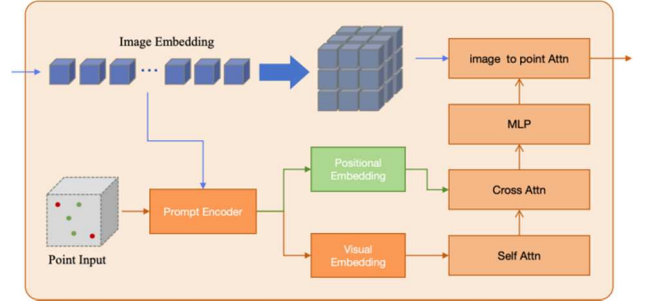 Image Embedding
image to point Attn
MLP
Positional
Embedding
Cross Attn
Prompt Encoder
Visual
Embedding
Self Attn
Point Input